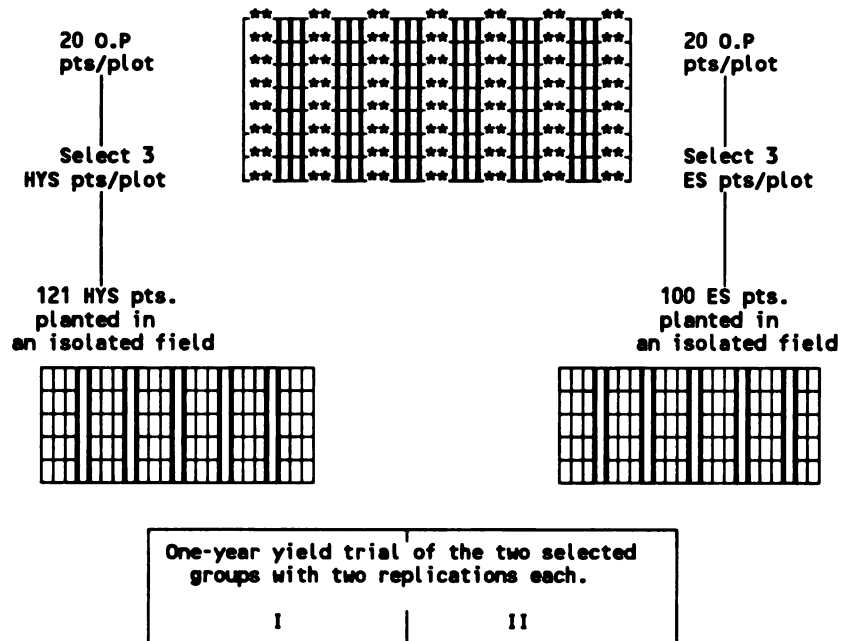 20 O.P
pts/plot
20 O.P
pts/plot
Select 3
HYS pts/plot
Select 3
ES pts/plot
121 HYS pts.
planted in
an isolated field
100 ES pts.
planted in
an isolated field
One-year yield trial of the two selected
groups with two replications each.
I
II